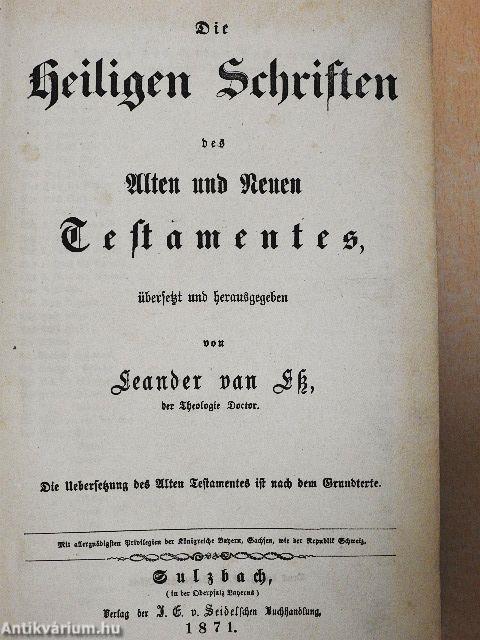 Die
Heiligen Schriften
des
Alten und Neuen
Testamentes,
übersetzt und herausgegeben
von
Leander van Eß,
der Theologie Doctor.
Die Uebersetzung des Alten Testamentes ist nach dem Grundterte.
Mit allergnädigsten Privilegien der Königreiche Bayern, Sachsen, wie der Republik Schweiz.
Sulzbach,
(in der Oberpfalz Bayerns)
Verlag der J. E. v. Seidelschen Buchhandlung,
1871.
Antikvárium.hu